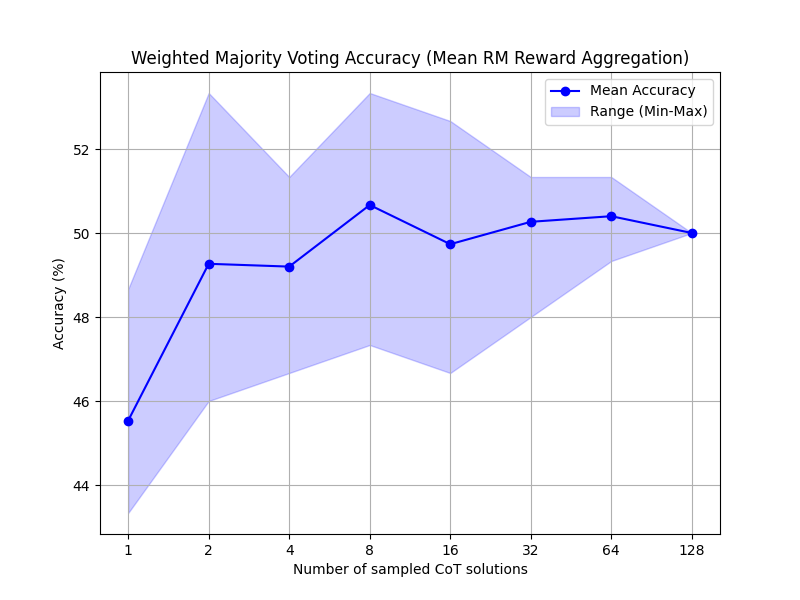 Weighted Majority Voting Accuracy (Mean RM Reward Aggregation)
Mean Accuracy
Range (Min-Max)
Accuracy (%)
52
50
48
46
44
1 2 4 8 16 32 64 128
Number of sampled CoT solutions